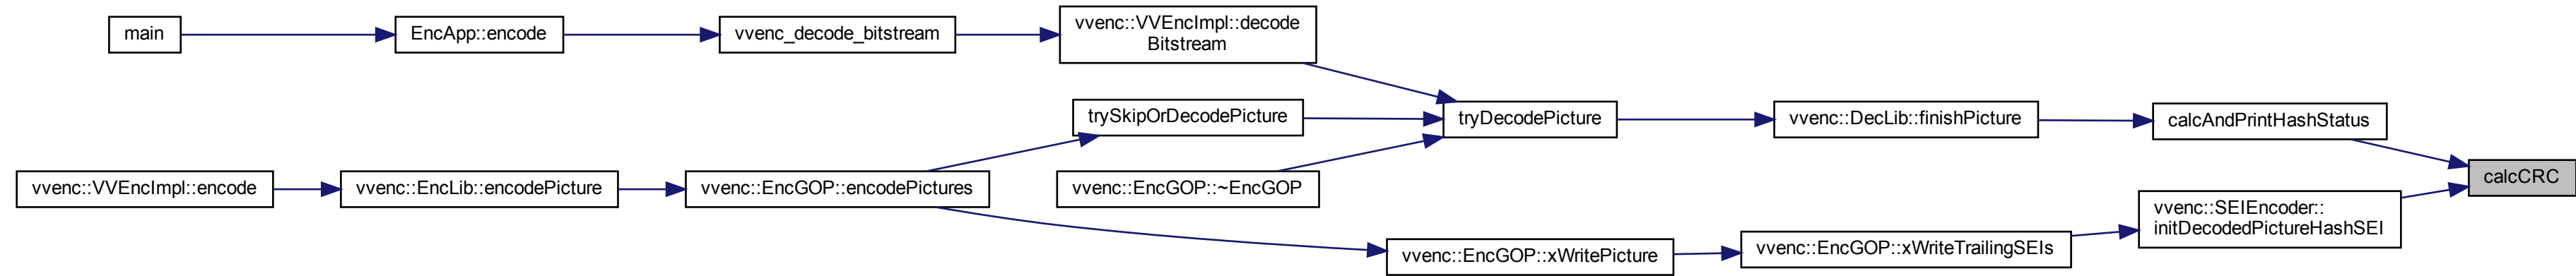 main
EncApp::encode
vvenc_decode_bitstream
vvenc::VVEncImpl::decode
Bitstream
trySkipOrDecodePicture
tryDecodePicture
vvenc::DecLib::finishPicture
calcAndPrintHashStatus
calcCRC
vvenc::VVEncImpl::encode
vvenc::EncLib::encodePicture
vvenc::EncGOP::encodePictures
vvenc::EncGOP::~EncGOP
vvenc::SEIEncoder::
initDecodedPictureHashSEI
vvenc::EncGOP::xWritePicture
vvenc::EncGOP::xWriteTrailingSEIs